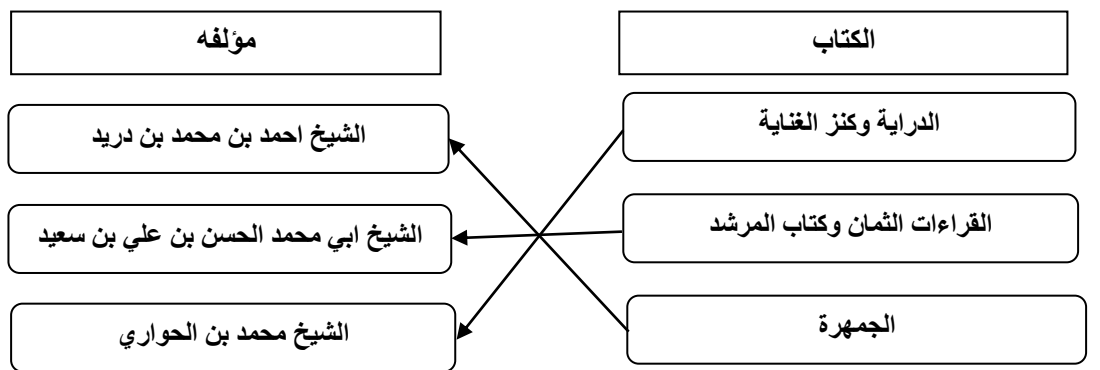 الكتاب
مؤلفه
الدراية وكنز الغناية
الشيخ احمد بن محمد بن دريد
القراءات الثمان وكتاب المرشد
الشيخ ابي محمد الحسن بن علي بن سعيد
الجمهرة
الشيخ محمد بن الحواري